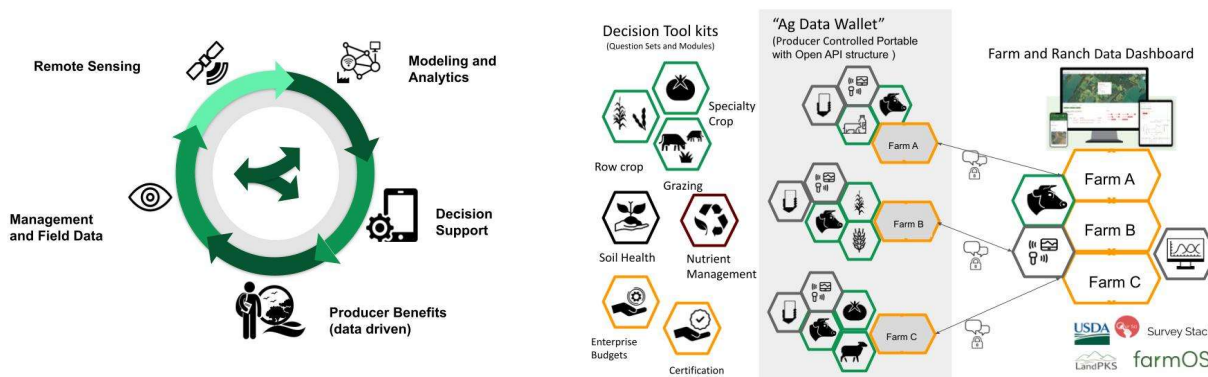 Remote Sensing
Modeling and
Analytics
Management
and Field Data
Decision
Support
Producer Benefits
(data driven)
Decision Tool kits
(Question Sets and Modules)
Specialty
Crop
Row crop
Grazing
Soil Health
Nutrient
Management
Enterprise
Budgets
Certification
“Ag Data Wallet”
(Producer Controlled Portable
with Open API structure )
Farm A
Farm B
Farm C
Farm and Ranch Data Dashboard
Farm A
Farm B
Farm C
USDA
Survey Stac
LandPKS
farmOS